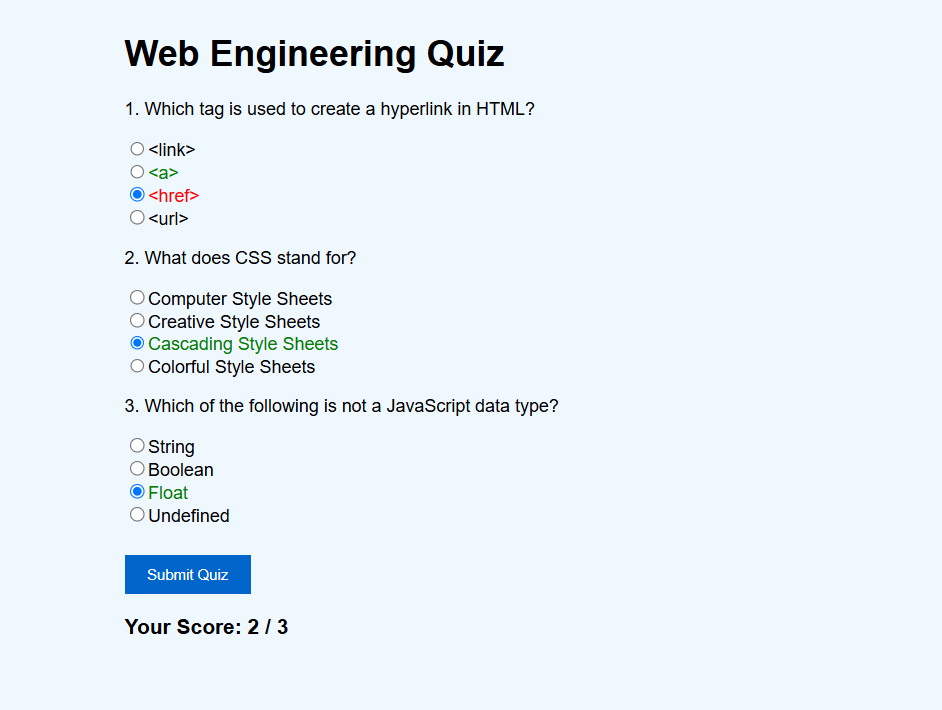 Web Engineering Quiz
1. Which tag is used to create a hyperlink in HTML?
<link>
<a>
<href>
<url>
2. What does CSS stand for?
Computer Style Sheets
Creative Style Sheets
Cascading Style Sheets
Colorful Style Sheets
3. Which of the following is not a JavaScript data type?
String
Boolean
Float
Undefined
Submit Quiz
Your Score: 2 / 3